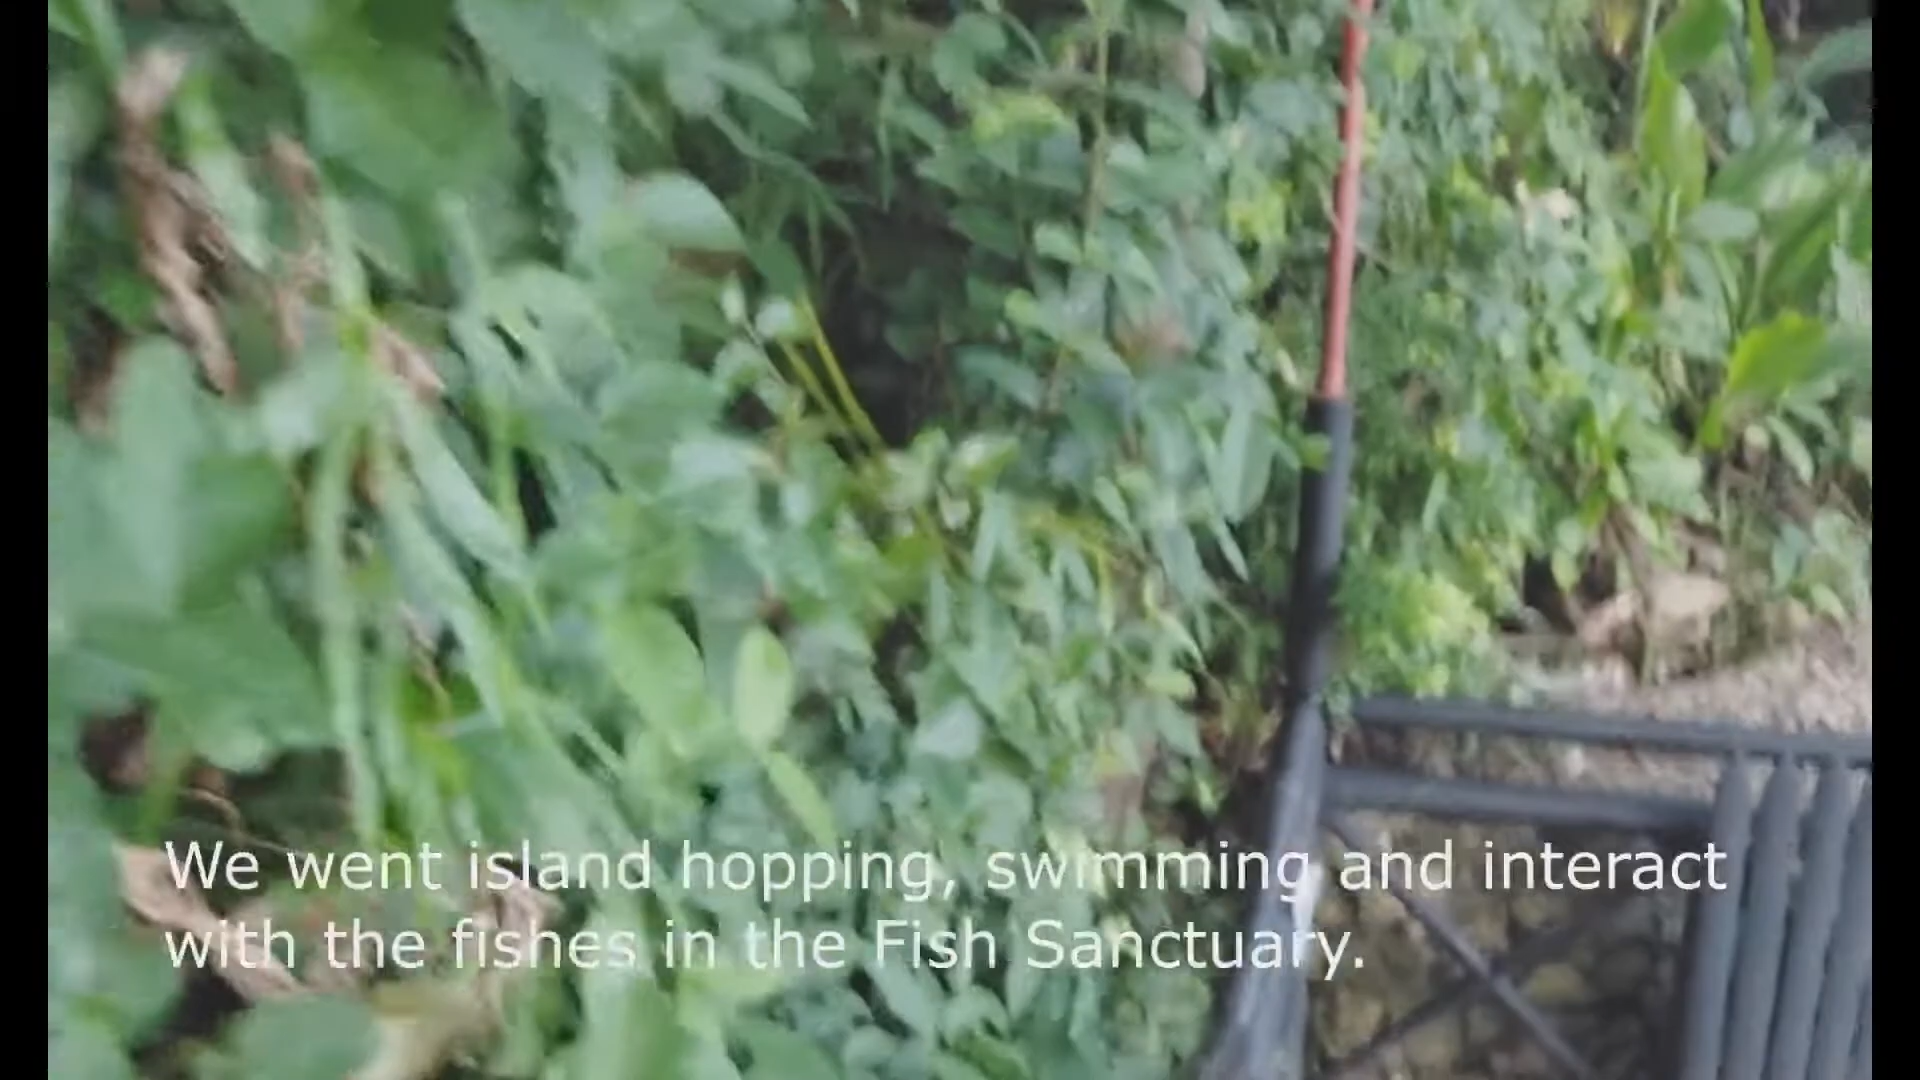 We went island hopping, swimming and interact
with the fishes in the Fish Sanctuary.